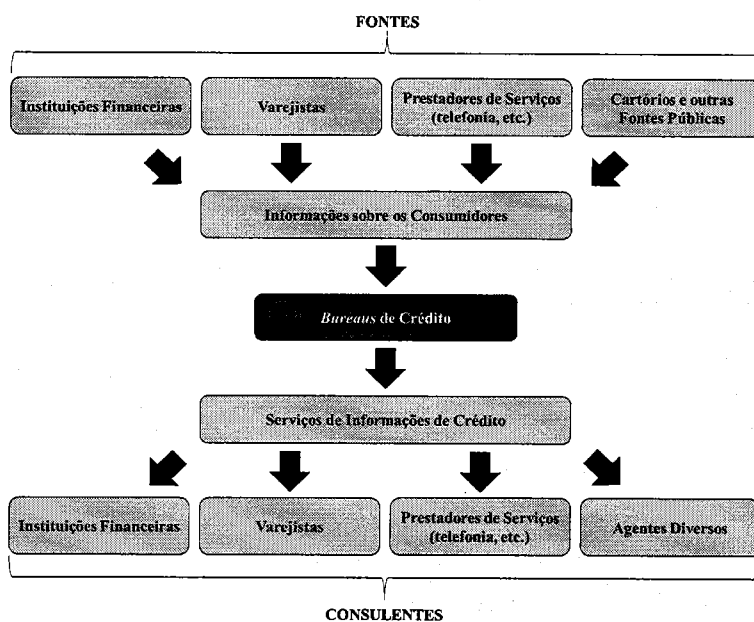 FONTES
Instituições Financeiras
Varejistas
Prestadores de Serviços
(telefonia, etc.)
Cartórios e outras
Fontes Públicas
Informações sobre os Consumidores
Bureaus de Crédito
Serviços de Informações de Crédito
Instituições Financeiras
Varejistas
Prestadores de Serviços
(telefonia, etc.)
Agentes Diversos
CONSULENTES